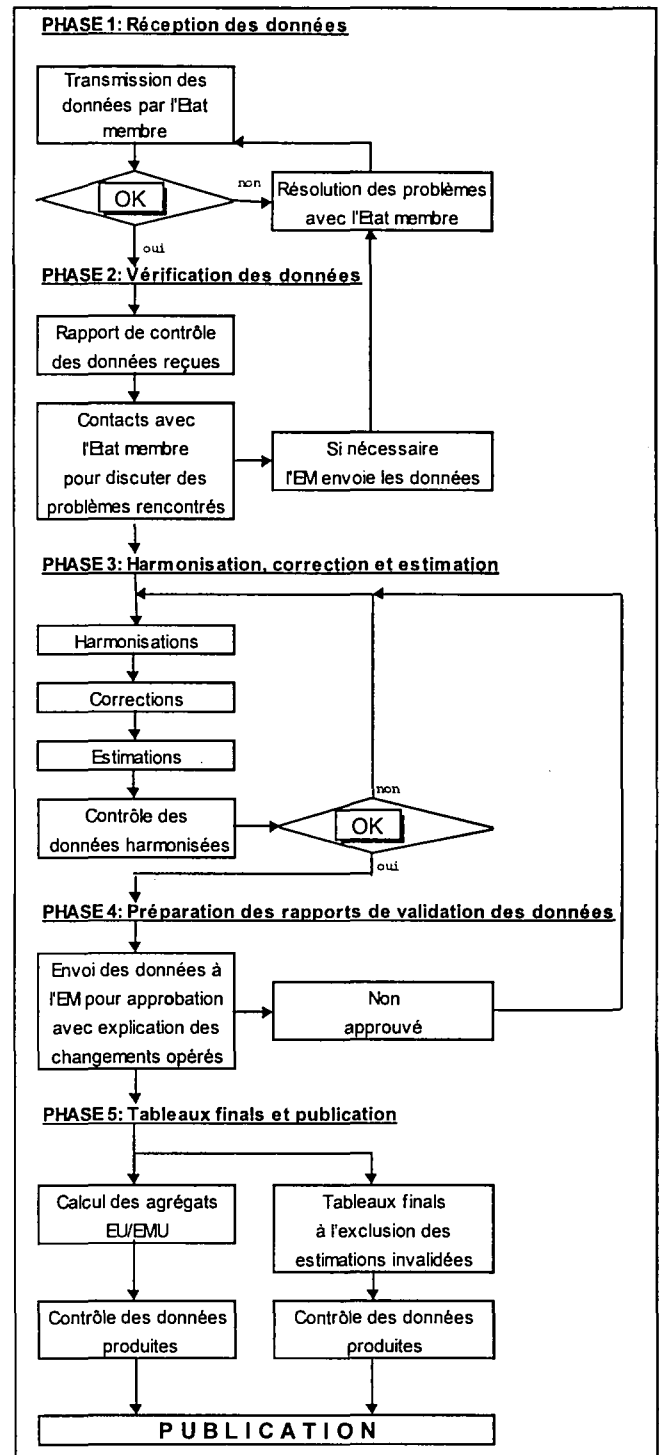 PHASE 1: Réception des données
Transmission des
données par l'Etat
membre
OK
non
Résolution des problèmes
avec l'Etat membre
oui
PHASE 2: Vérification des données
Rapport de contrôle
des données reçues
Contacts avec
l'Etat membre
pour discuter des
problèmes rencontrés
Si nécessaire
l'EM envoie les données
PHASE 3: Harmonisation, correction et estimation
Harmonisations
Corrections
Estimations
Contrôle des
données harmonisées
non
OK
oui
PHASE 4: Préparation des rapports de validation des données
Envoi des données à
l'EM pour approbation
avec explication des
changements opérés
Non
approuvé
PHASE 5: Tableaux finals et publication
Calcul des agrégats
EU/EMU
Tableaux finals
à l'exclusion des
estimations invalidées
Contrôle des données
produites
Contrôle des données
produites
PUBLICATION